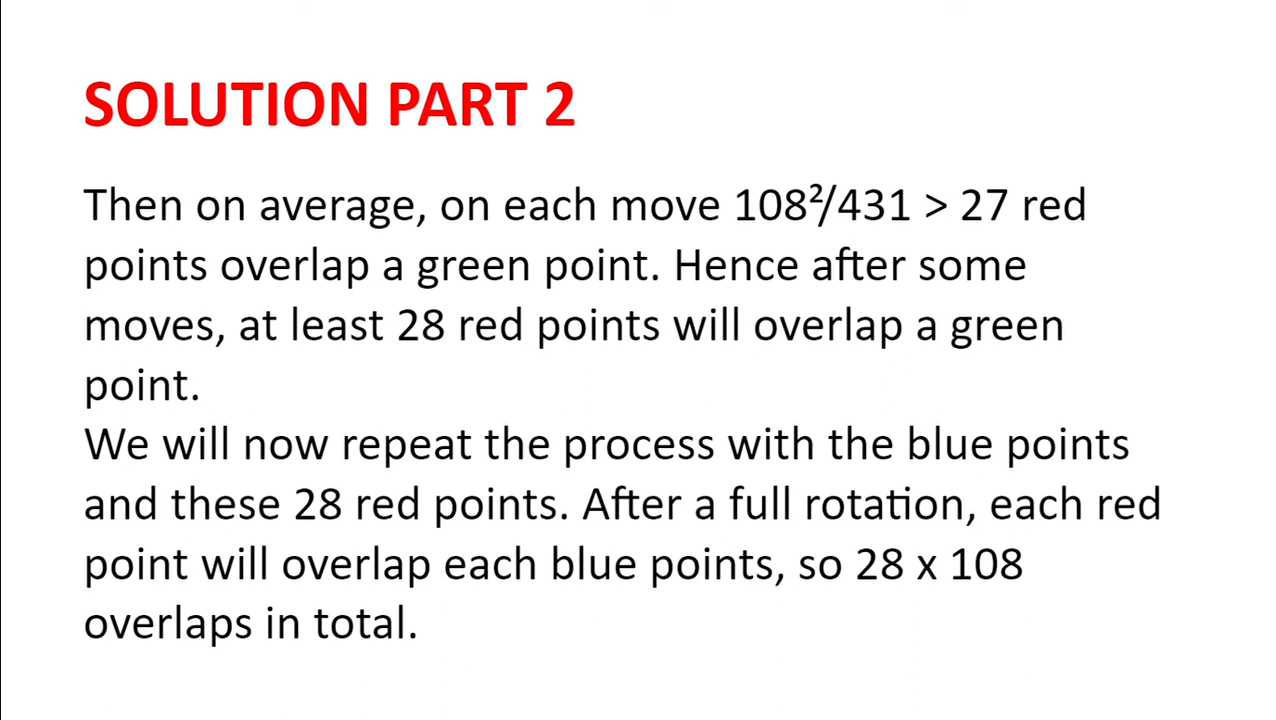 SOLUTION PART 2
Then on average, on each move 108²/431 > 27 red
points overlap a green point. Hence after some
moves, at least 28 red points will overlap a green
point.
We will now repeat the process with the blue points
and these 28 red points. After a full rotation, each red
point will overlap each blue points, so 28 x 108
overlaps in total.